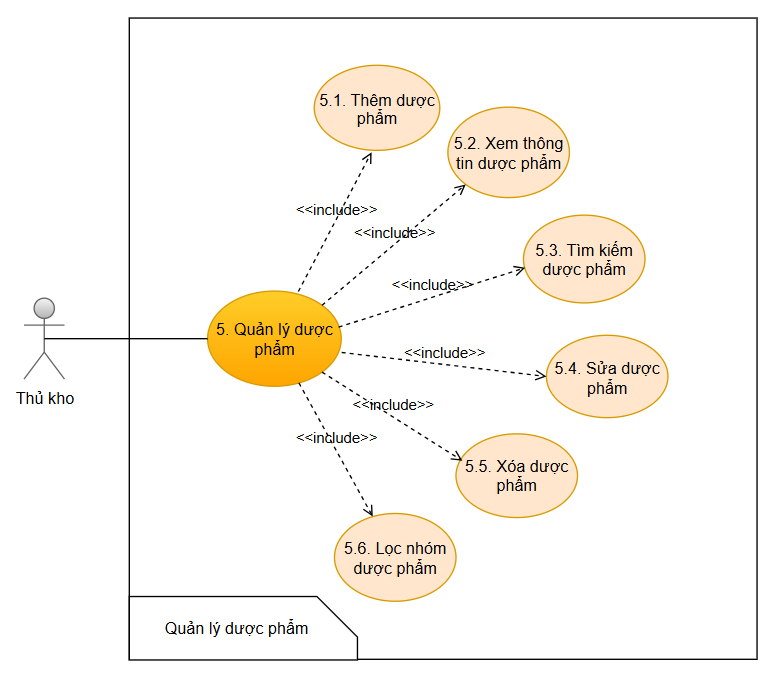 5.1. Thêm dược
phẩm
5.2. Xem thông
tin dược phẩm
<<include>>
<<include>>
5.3. Tìm kiếm
dược phẩm
<<include>>
5. Quản lý dược
phẩm
<<include>>
5.4. Sửa dược
phẩm
Thủ kho
<<include>>
<<include>>
5.5. Xóa dược
phẩm
5.6. Lọc nhóm
dược phẩm
Quản lý dược phẩm